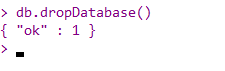 > db.dropDatabase()
{ "ok" : 1 }
>